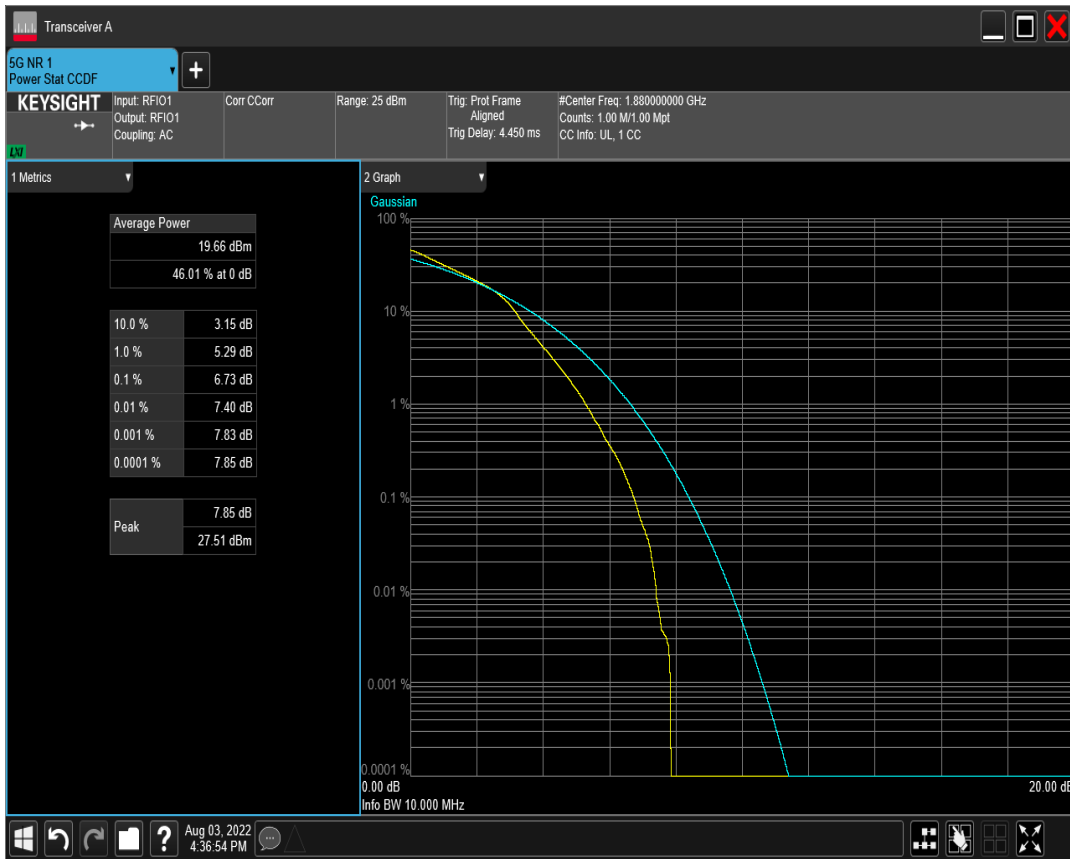 Transceiver A
5G NR 1
Power Stat CCDF
KEYSIGHT
LXI
Input: RFIO1
Output: RFIO1
Coupling: AC
Corr CCorr
Range: 25 dBm
Trig: Prot Frame
Aligned
Trig Delay: 4.450 ms
#Center Freq: 1.880000000 GHz
Counts: 1.00 M/1.00 Mpt
CC Info: UL, 1 CC
1 Metrics
Average Power
19.66 dBm
46.01 % at 0 dB
10.0 % 3.15 dB
1.0 % 5.29 dB
0.1 % 6.73 dB
0.01 % 7.40 dB
0.001 % 7.83 dB
0.0001 % 7.85 dB
Peak 7.85 dB
27.51 dBm
2 Graph
Gaussian
100 %
10 %
1 %
0.1 %
0.01 %
0.001 %
0.0001 %
0.00 dB 20.00 dB
Info BW 10.000 MHz
? Aug 03, 2022
4:36:54 PM